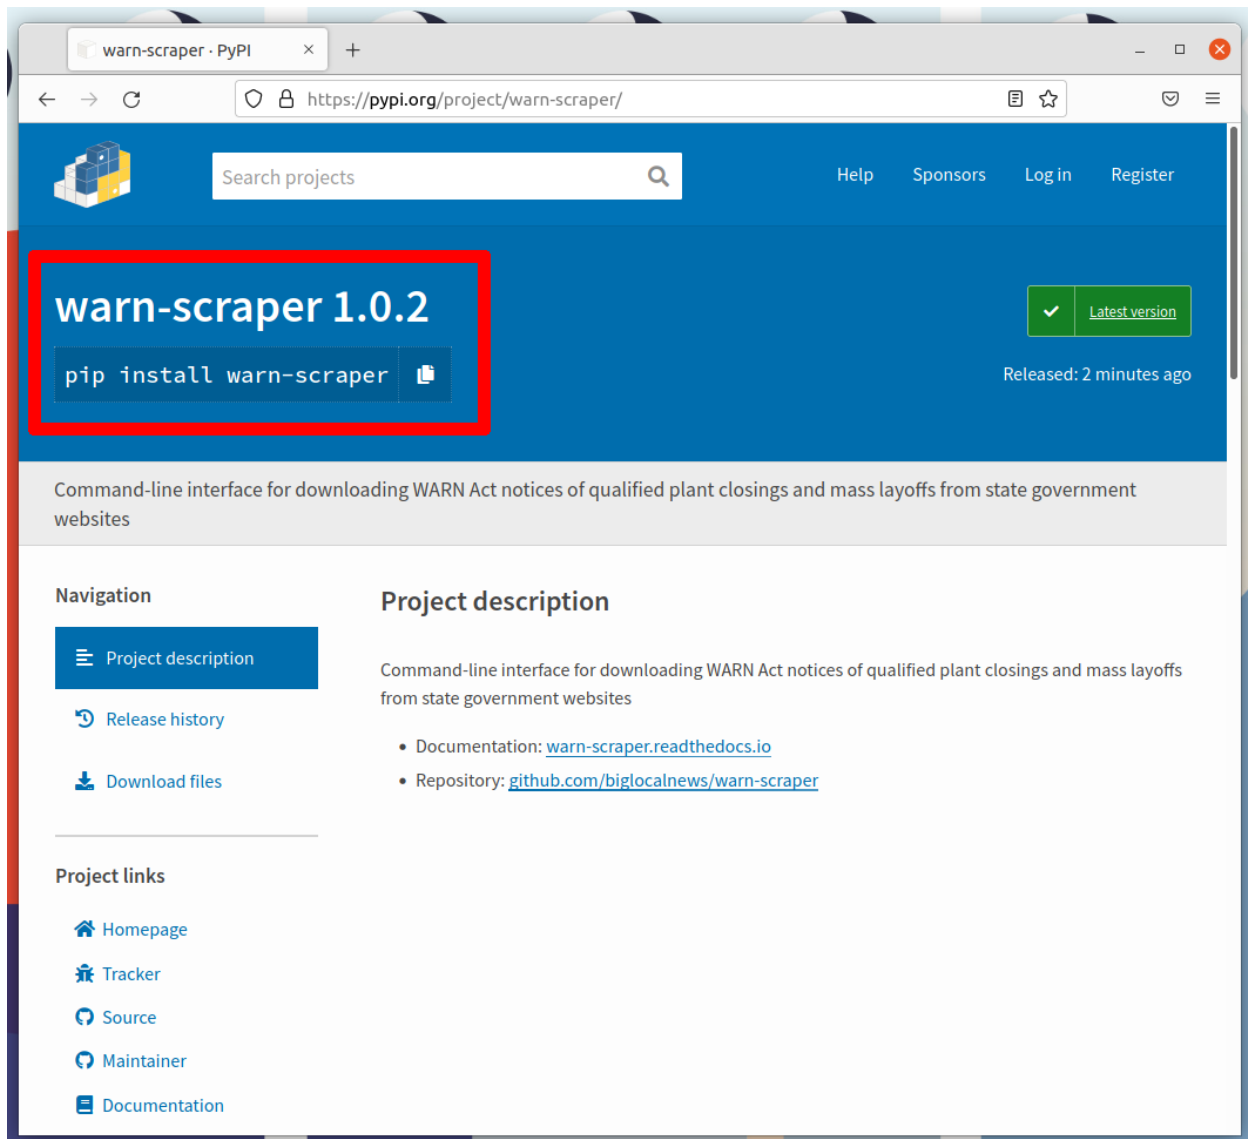 warn-scraper · PyPI
https://pypi.org/project/warn-scraper/
Search projects
Help Sponsors Log in Register
warn-scraper 1.0.2
Latest version
pip install warn-scraper
Released: 2 minutes ago
Command-line interface for downloading WARN Act notices of qualified plant closings and mass layoffs from state government
websites
Navigation
Project description
Release history
Download files
Project links
Homepage
Tracker
Source
Maintainer
Documentation
Project description
Command-line interface for downloading WARN Act notices of qualified plant closings and mass layoffs
from state government websites
• Documentation: warn-scraper.readthedocs.io
• Repository: github.com/biglocalnews/warn-scraper